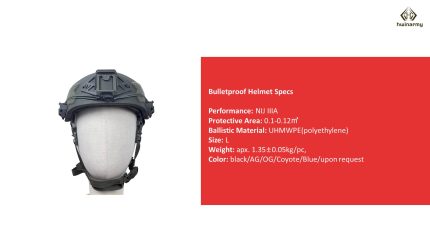 hwinarmy
Bulletproof Helmet Specs
Performance: NIJ IIIA
Protective Area: 0.1-0.12㎡
Ballistic Material: UHMWPE(polyethylene)
Size: L
Weight: apx. 1.35±0.05kg/pc,
Color: black/AG/OG/Coyote/Blue/upon request